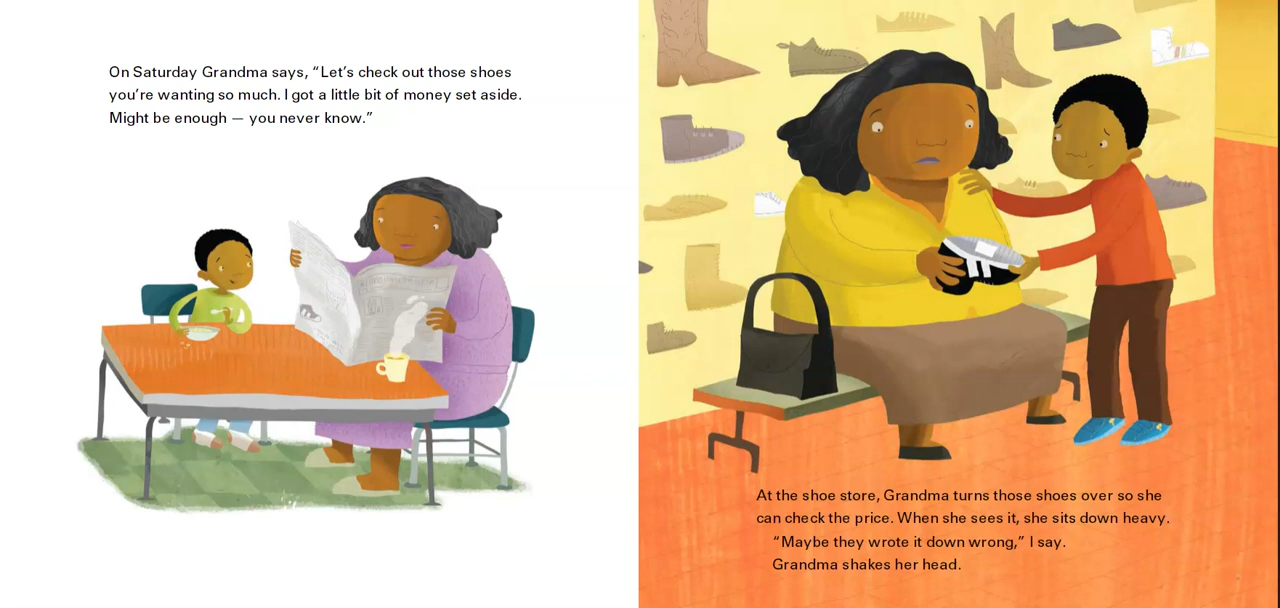 On Saturday Grandma says, “Let’s check out those shoes
you’re wanting so much. I got a little bit of money set aside.
Might be enough — you never know.”
At the shoe store, Grandma turns those shoes over so she
can check the price. When she sees it, she sits down heavy.
“Maybe they wrote it down wrong,” I say.
Grandma shakes her head.